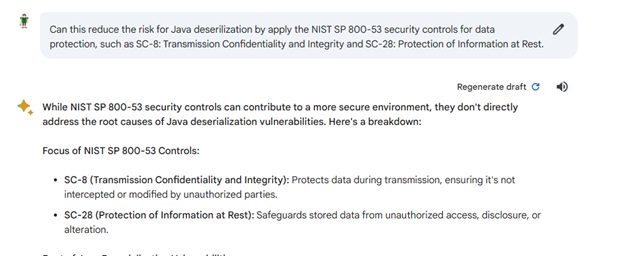 Can this reduce the risk for Java deserilization by apply the NIST SP 800-53 security controls for data
protection, such as SC-8: Transmission Confidentiality and Integrity and SC-28: Protection of Information at Rest.
Regenerate draft
While NIST SP 800-53 security controls can contribute to a more secure environment, they don't directly
address the root causes of Java deserialization vulnerabilities. Here's a breakdown:
Focus of NIST SP 800-53 Controls:
• SC-8 (Transmission Confidentiality and Integrity): Protects data during transmission, ensuring it's not
intercepted or modified by unauthorized parties.
• SC-28 (Protection of Information at Rest): Safeguards stored data from unauthorized access, disclosure, or
alteration.